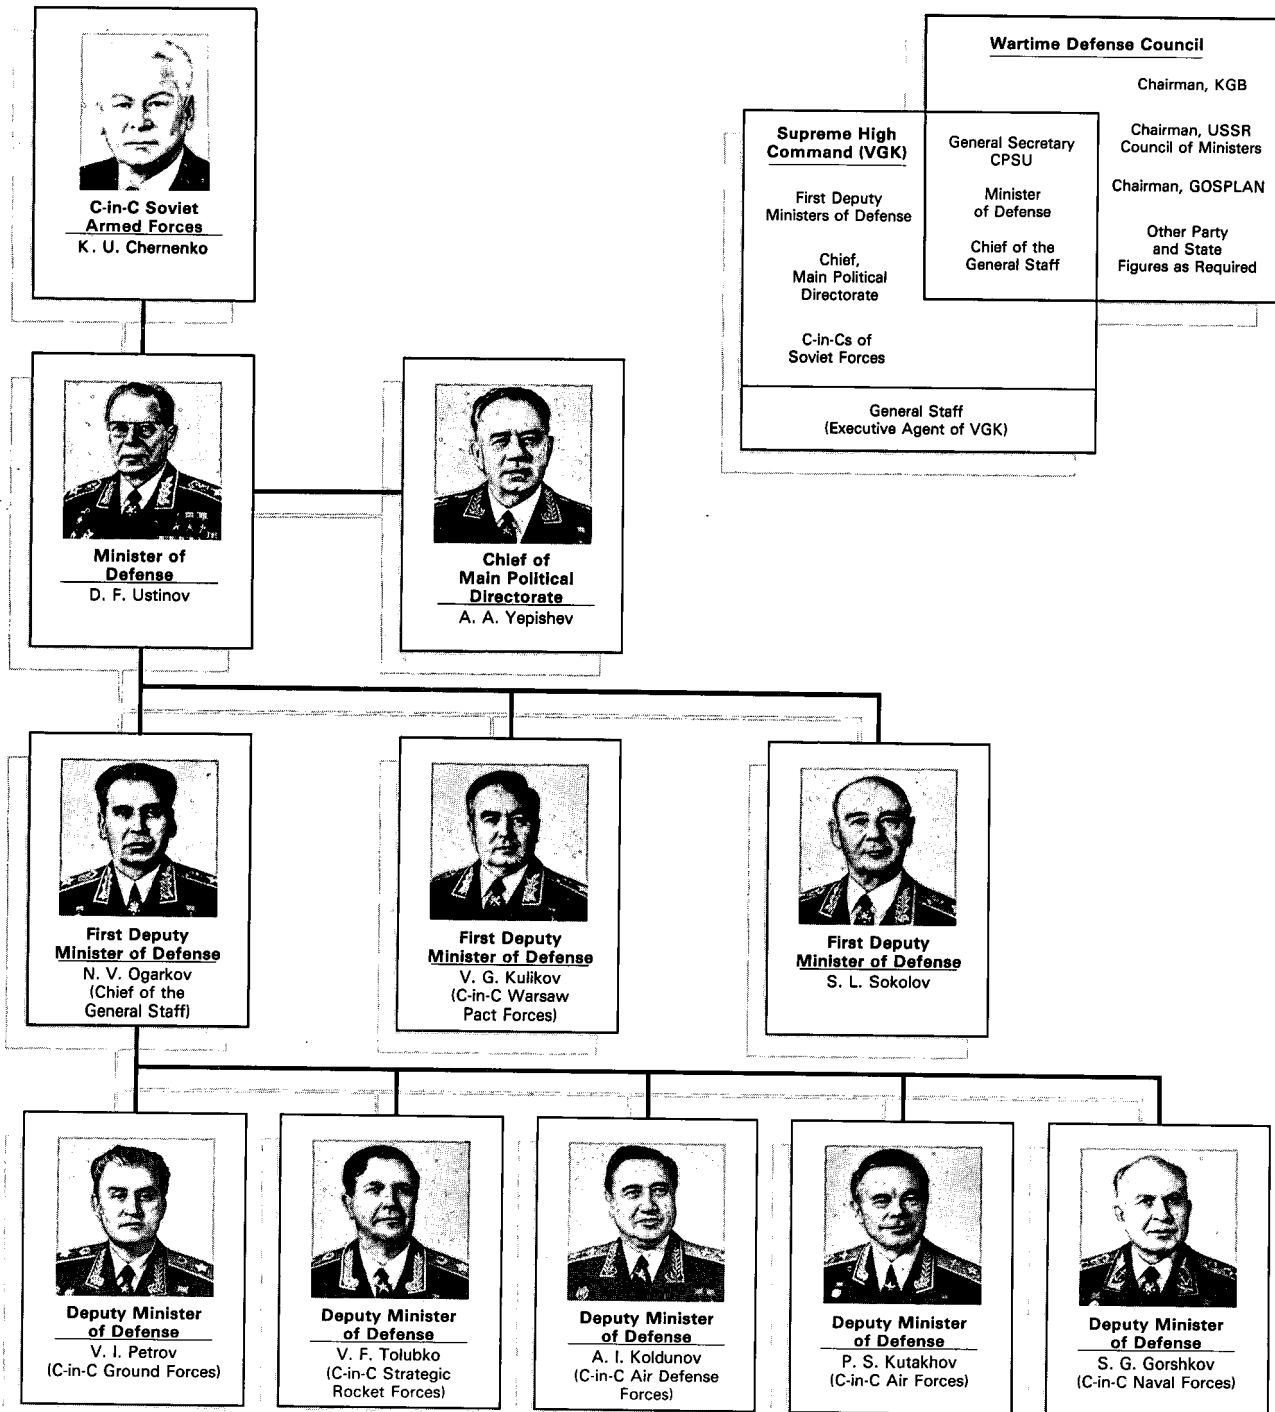 C-in-C Soviet
Armed Forces
K. U. Chernenko
Wartime Defense Council
Chairman, KGB
Chairman, USSR
Council of Ministers
Chairman, GOSPLAN
Other Party
and State
Figures as Required
General Secretary
CPSU
Minister
of Defense
Chief of the
General Staff
Supreme High
Command (VGK)
First Deputy
Ministers of Defense
Chief,
Main Political
Directorate
C-in-Cs of
Soviet Forces
General Staff
(Executive Agent of VGK)
Minister of
Defense
D. F. Ustinov
Chief of
Main Political
Directorate
A. A. Yepishev
First Deputy
Minister of Defense
N. V. Ogarkov
(Chief of the
General Staff)
First Deputy
Minister of Defense
V. G. Kulikov
(C-in-C Warsaw
Pact Forces)
First Deputy
Minister of Defense
S. L. Sokolov
Deputy Minister
of Defense
V. I. Petrov
(C-in-C Ground Forces)
Deputy Minister
of Defense
V. F. Tolubko
(C-in-C Strategic
Rocket Forces)
Deputy Minister
of Defense
A. I. Koldunov
(C-in-C Air Defense
Forces)
Deputy Minister
of Defense
P. S. Kutakhov
(C-in-C Air Forces)
Deputy Minister
of Defense
S. G. Gorshkov
(C-in-C Naval Forces)